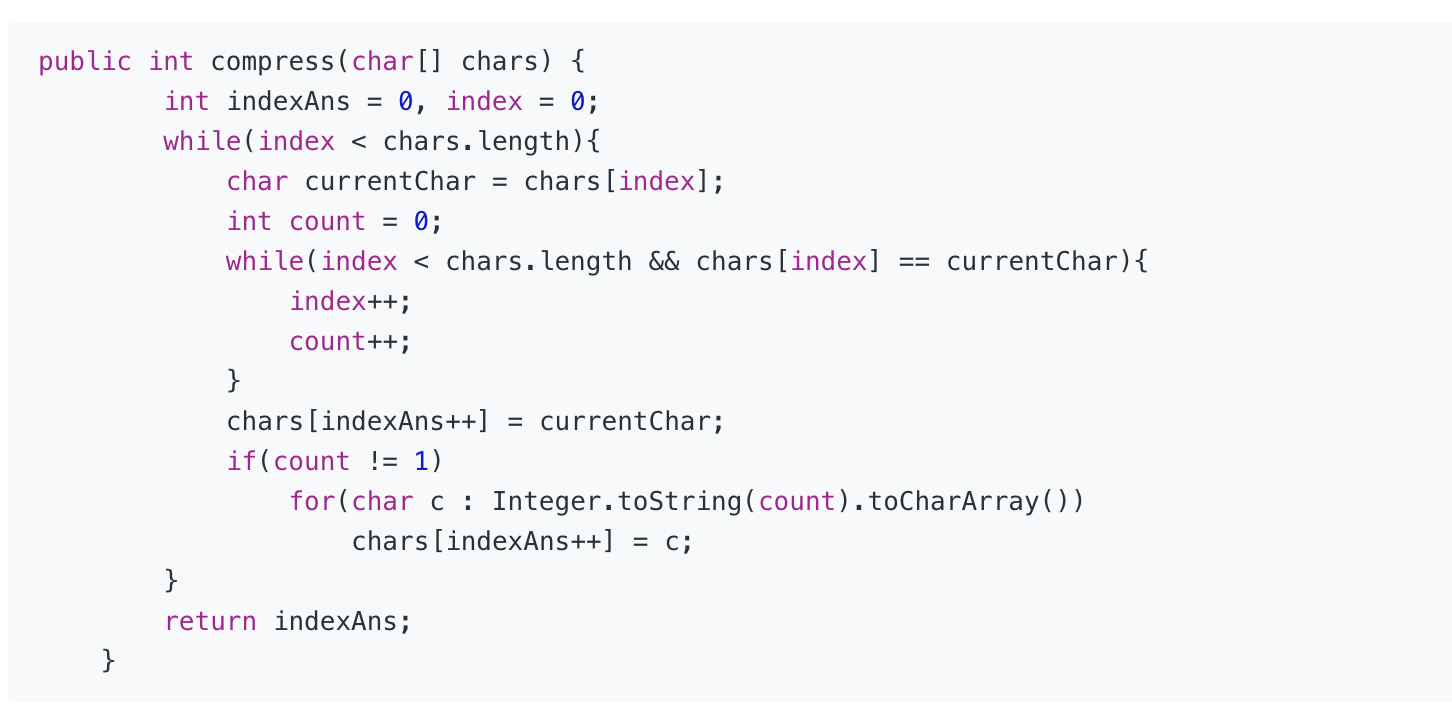 public int compress(char[] chars) {
        int indexAns = 0, index = 0;
        while(index < chars.length){
            char currentChar = chars[index];
            int count = 0;
            while(index < chars.length && chars[index] == currentChar){
                index++;
                count++;
            }
            chars[indexAns++] = currentChar;
            if(count != 1)
                for(char c : Integer.toString(count).toCharArray())
                    chars[indexAns++] = c;
        }
        return indexAns;
    }